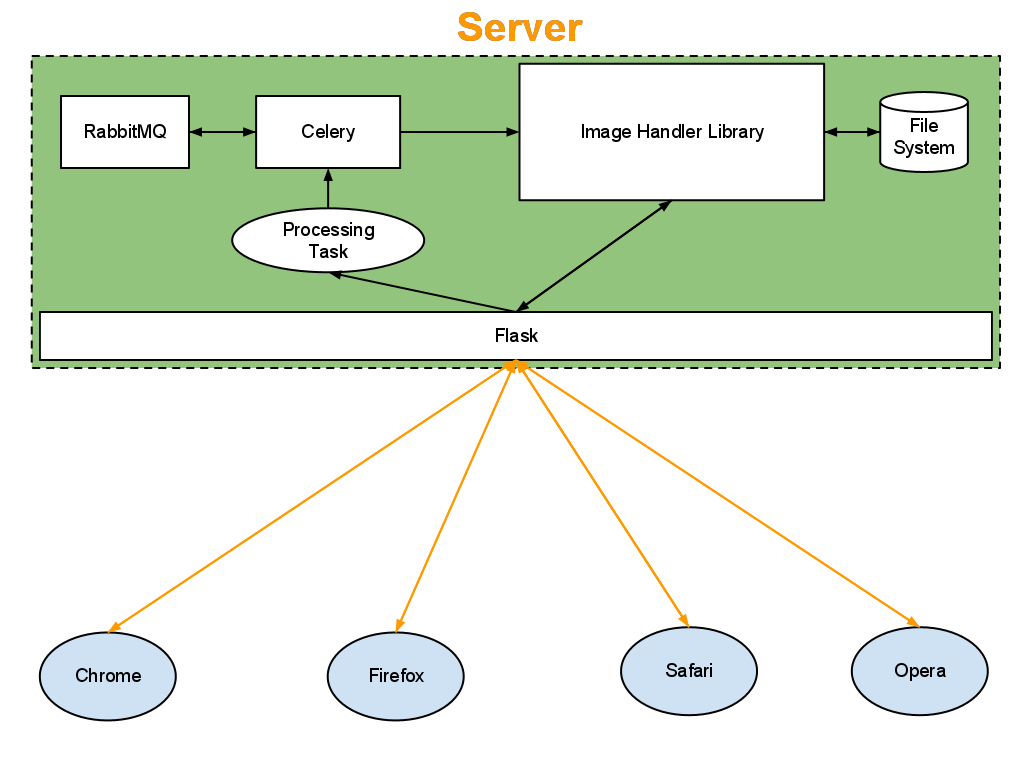 Server
RabbitMQ
Celery
Image Handler Library
File
System
Processing
Task
Flask
Chrome
Firefox
Safari
Opera